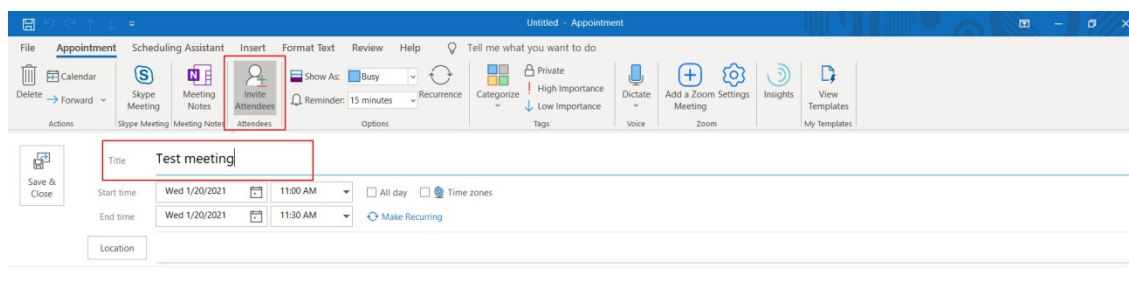 Untitled - Appointment
File Appointment Scheduling Assistant Insert Format Text Review Help Tell me what you want to do
Delete
Calendar
Forward
Actions
Skype Meeting
Skype Meeting
Meeting Notes
Meeting Notes
Invite Attendees
Attendees
Show As: Busy
Reminder: 15 minutes
Recurrence
Options
Categorize
Private
High Importance
Low Importance
Tags
Dictate
Voice
Add a Zoom Meeting
Settings
Zoom
Insights
View Templates
My Templates
Save & Close
Title Test meeting
Start time Wed 1/20/2021 11:00 AM All day Time zones
End time Wed 1/20/2021 11:30 AM Make Recurring
Location